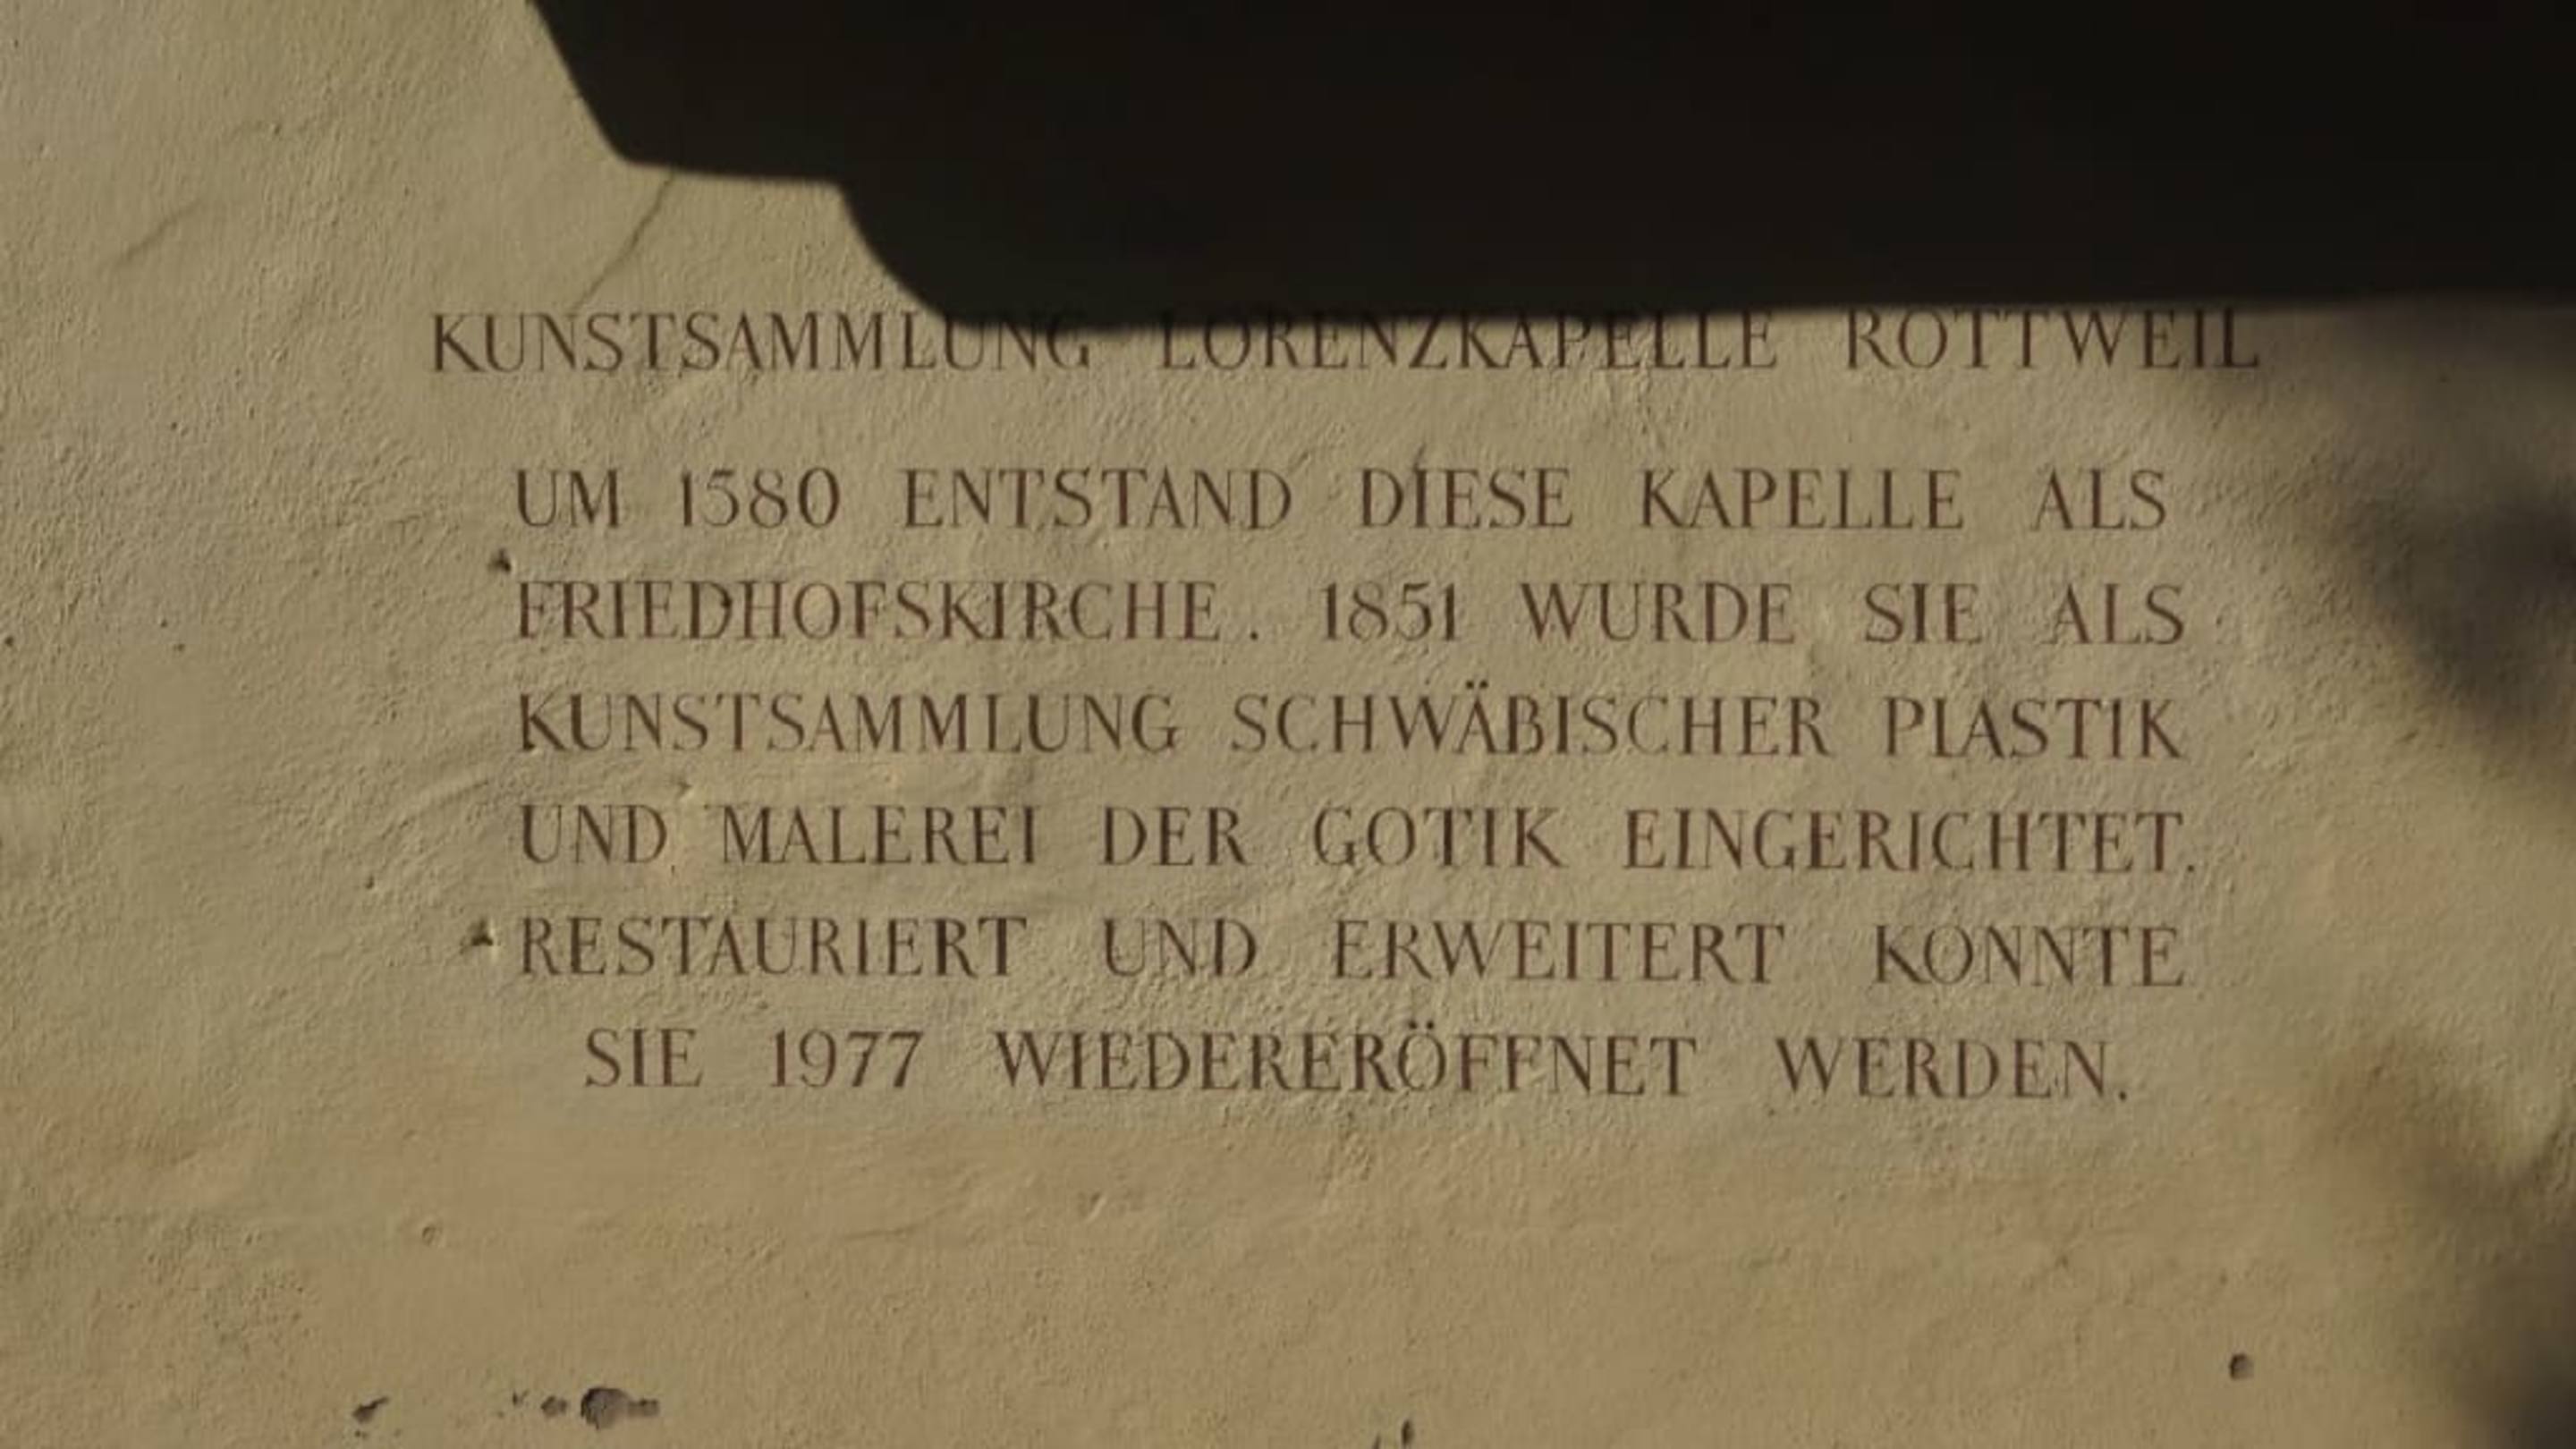 KUNSTSAMMLUNG LORENZKAPELLE ROTTWEIL
UM 1580 ENTSTAND DIESE KAPELLE ALS
FRIEDHOFSKIRCHE. 1851 WURDE SIE ALS
KUNSTSAMMLUNG SCHWÄBISCHER PLASTIK
UND MALEREI DER GOTIK EINGERICHTET.
RESTAURIERT UND ERWEITERT KONNTE
SIE 1977 WIEDERERÖFFNET WERDEN.